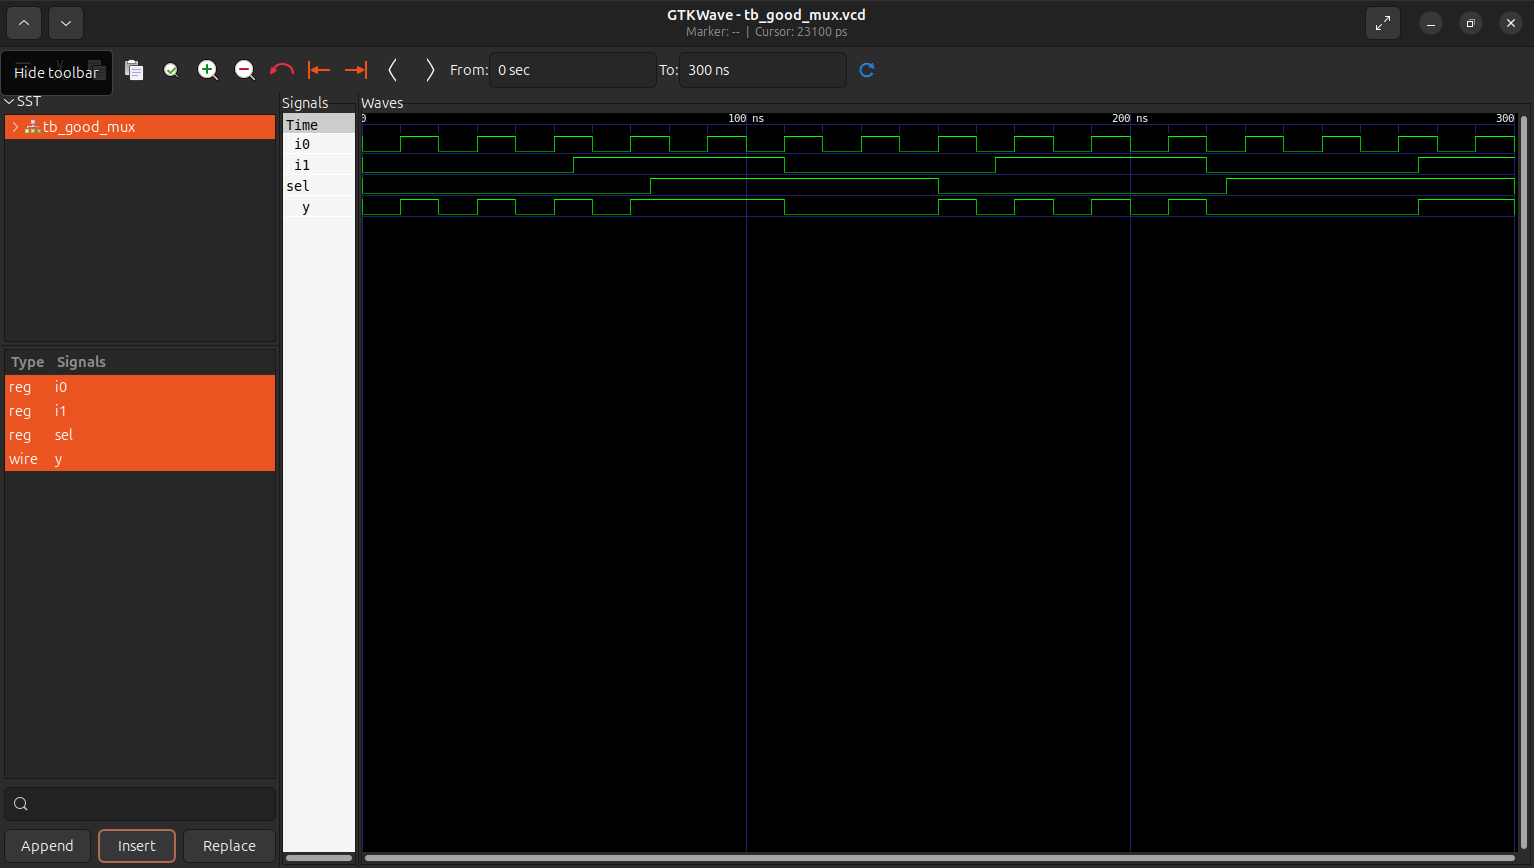 GTKWave - tb_good_mux.vcd
Marker: -- | Cursor: 23100 ps
Hide toolbar
From: 0 sec
To: 300 ns
SST
tb_good_mux
Type Signals
reg i0
reg i1
reg sel
wire y
Append Insert Replace
Signals
Time
i0
i1
sel
y
Waves
0 100 ns 200 ns 300